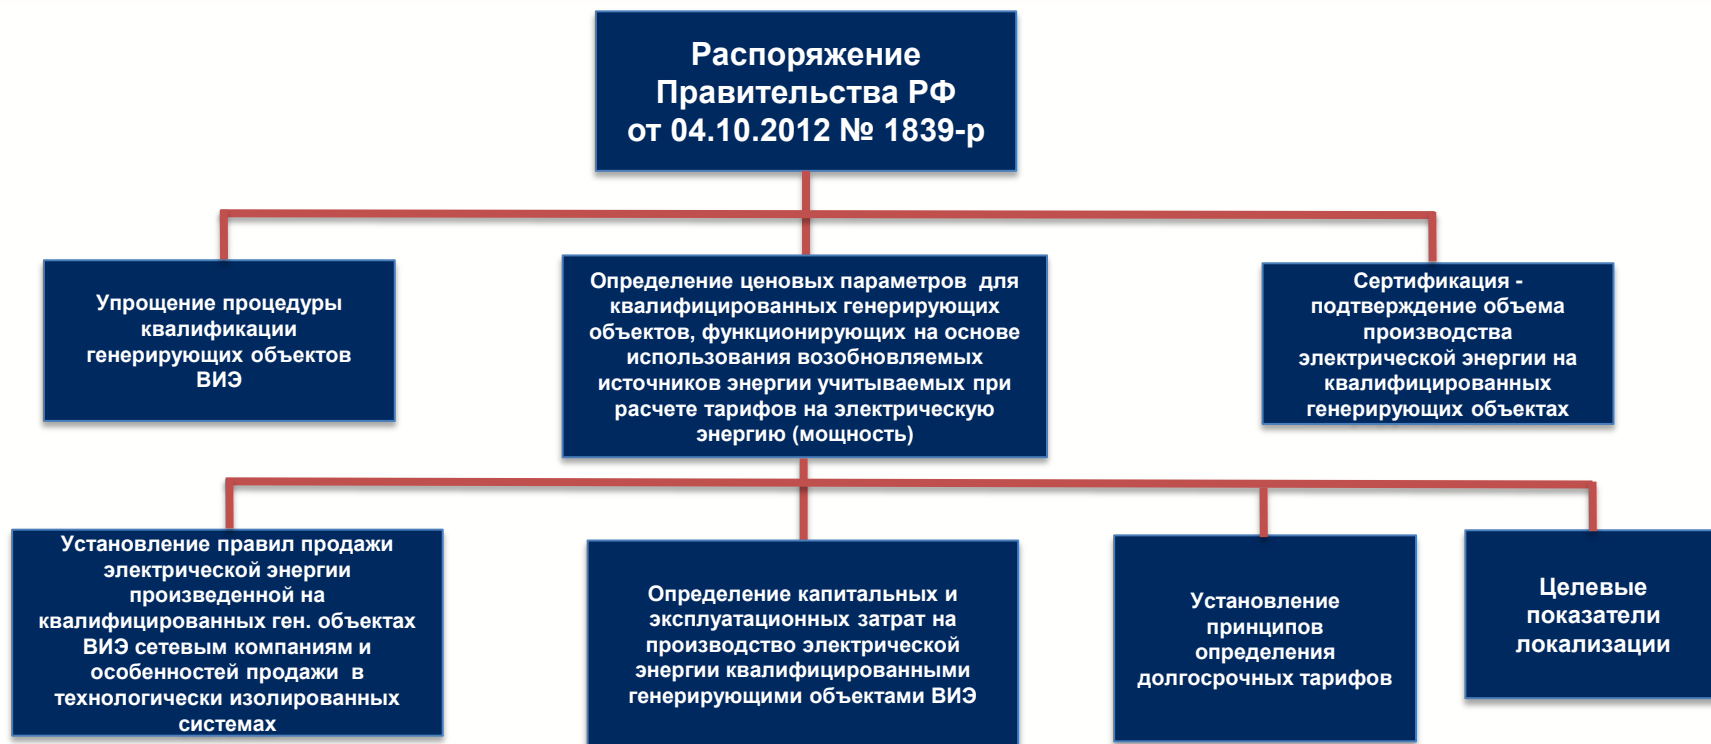 Распоряжение
Правительства РФ
от 04.10.2012 № 1839-р
Упрощение процедуры
квалификации
генерирующих объектов
ВИЭ
Определение ценовых параметров для
квалифицированных генерирующих
объектов, функционирующих на основе
использования возобновляемых
источников энергии учитываемых при
расчете тарифов на электрическую
энергию (мощность)
Сертификация -
подтверждение объема
производства
электрической энергии на
квалифицированных
генерирующих объектах
Установление правил продажи
электрической энергии
произведенной на
квалифицированных ген. объектах
ВИЭ сетевым компаниям и
особенностей продажи в
технологически изолированных
системах
Определение капитальных и
эксплуатационных затрат на
производство электрической
энергии квалифицированными
генерирующими объектами ВИЭ
Установление
принципов
определения
долгосрочных тарифов
Целевые
показатели
локализации